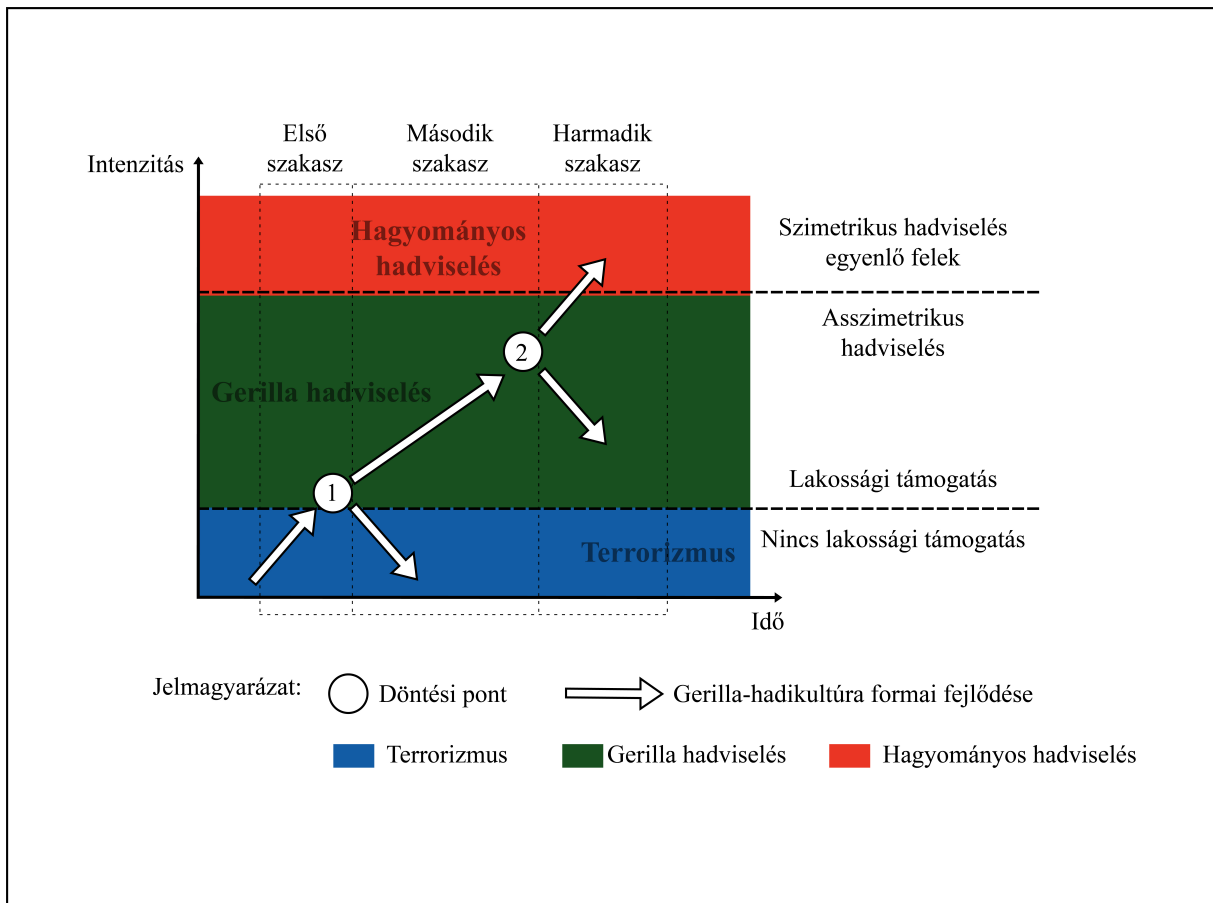 Első
szakasz
Második
szakasz
Harmadik
szakasz
Intenzitás
Hagyományos
hadviselés
Szimetrikus hadviselés
egyenlő felek
Asszimetrikus
hadviselés
2
Gerilla hadviselés
1
Lakossági támogatás
Nincs lakossági támogatás
Terrorizmus
Idő
Jelmagyarázat:
Döntési pont
Gerilla-hadikultúra formai fejlődése
Terrorizmus
Gerilla hadviselés
Hagyományos hadviselés